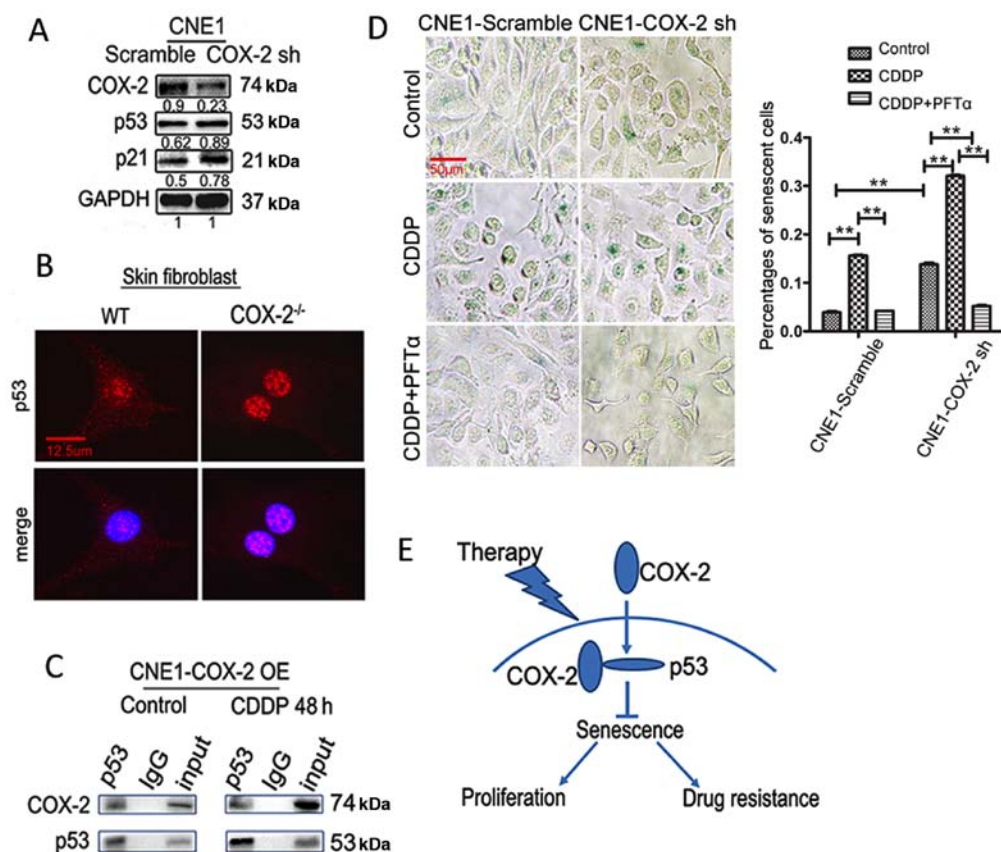 A
CNE1
Scramble COX-2 sh
COX-2 74 kDa
0.9 0.23
p53 53 kDa
0.62 0.89
p21 21 kDa
0.5 0.78
GAPDH 37 kDa
1 1
B
Skin fibroblast
WT COX-2-/-
p53
12.5um
merge
C
CNE1-COX-2 OE
Control CDDP 48 h
p53 IgG input p53 IgG input
COX-2 74 kDa
p53 53 kDa
D
CNE1-Scramble CNE1-COX-2 sh
Control
50μm
CDDP
CDDP+PFTα
Control
CDDP
CDDP+PFTα
Percentages of senescent cells
0.4
0.3
0.2
0.1
0.0
** ** ** ** ** **
CNE1-Scramble
CNE1-COX-2 sh
E
Therapy
COX-2
COX-2 p53
Senescence
Proliferation Drug resistance